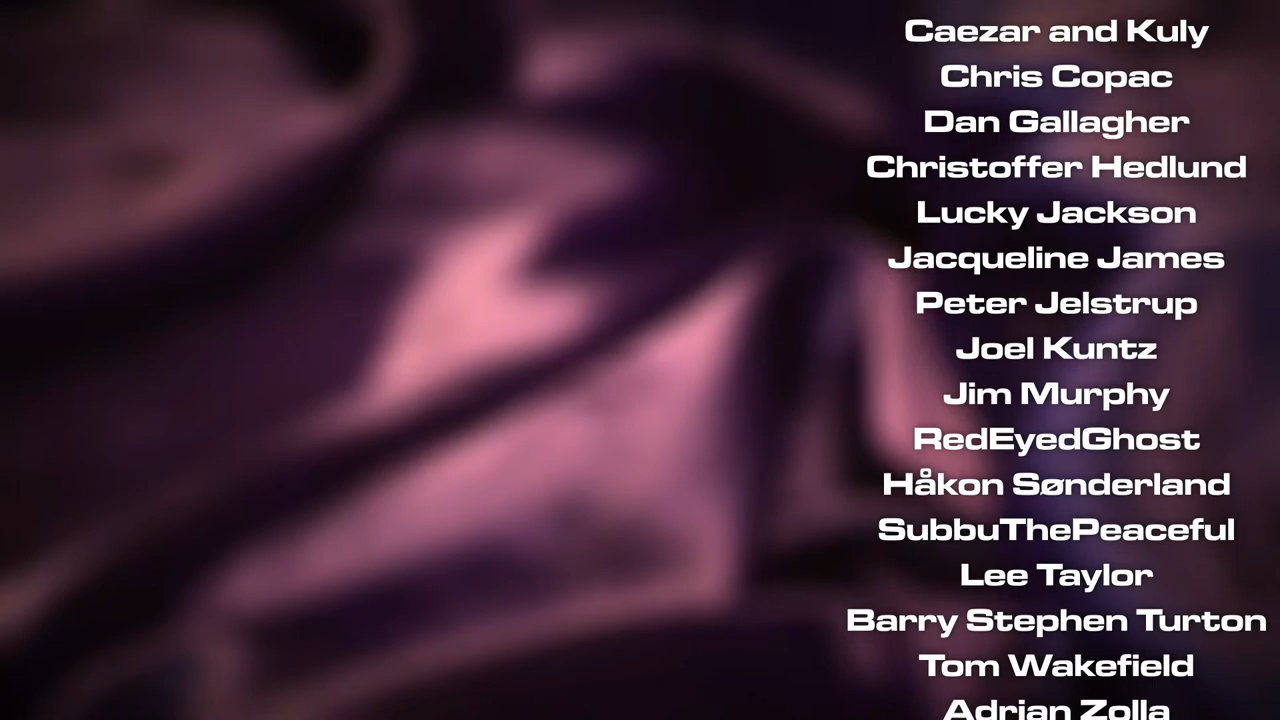 Caezar and Kuly
Chris Copac
Dan Gallagher
Christoffer Hedlund
Lucky Jackson
Jacqueline James
Peter Jelstrup
Joel Kuntz
Jim Murphy
RedEyedGhost
Håkon Sønderland
SubbuThePeaceful
Lee Taylor
Barry Stephen Turton
Tom Wakefield
Adrian Zolla